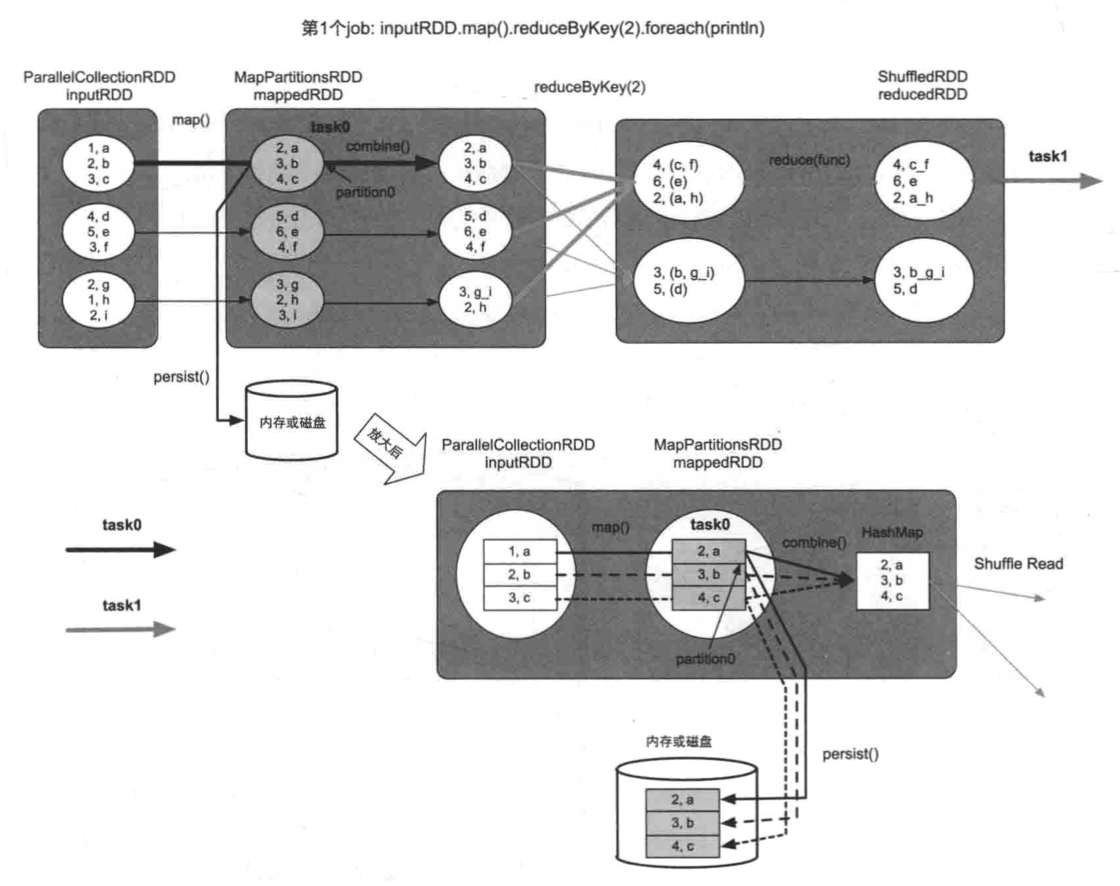 第1个job: inputRDD.map().reduceByKey(2).foreach(println)
ParallelCollectionRDD
inputRDD
map()
MapPartitionsRDD
mappedRDD
reduceByKey(2)
ShuffledRDD
reducedRDD
task0
combine()
partition0
1, a
2, b
3, c
2, a
3, b
4, c
2, a
3, b
4, c
4, d
5, e
3, f
5, d
6, e
4, f
5, d
6, e
4, f
2, g
1, h
2, i
3, g
2, h
3, i
3, g_i
2, h
4, (c, f)
6, (e)
2, (a, h)
reduce(func)
4, c_f
6, e
2, a_h
task1
3, (b, g_i)
5, (d)
3, b_g_i
5, d
persist()
内存或磁盘
放大后
ParallelCollectionRDD
inputRDD
MapPartitionsRDD
mappedRDD
task0
task1
map()
task0
combine()
HashMap
1, a
2, b
3, c
2, a
3, b
4, c
2, a
3, b
4, c
Shuffle Read
partition0
内存或磁盘
persist()
2, a
3, b
4, c